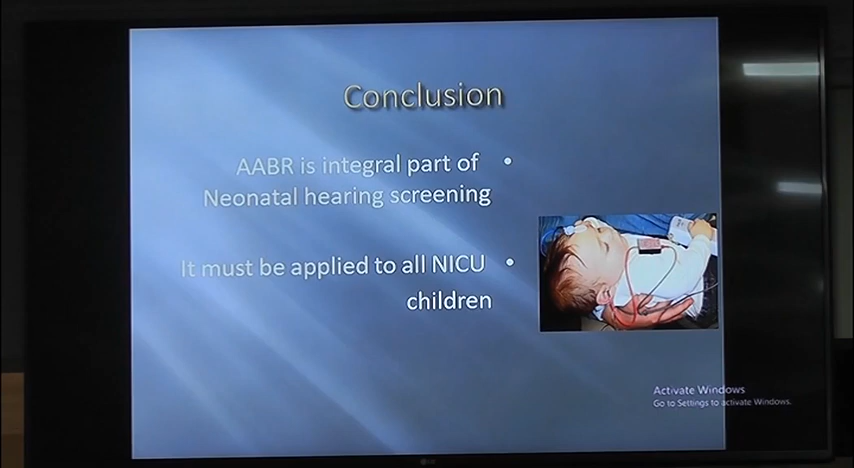 Conclusion
AABR is integral part of •
Neonatal hearing screening
It must be applied to all NICU •
children
Activate Windows
Go to Settings to activate Windows.
LG